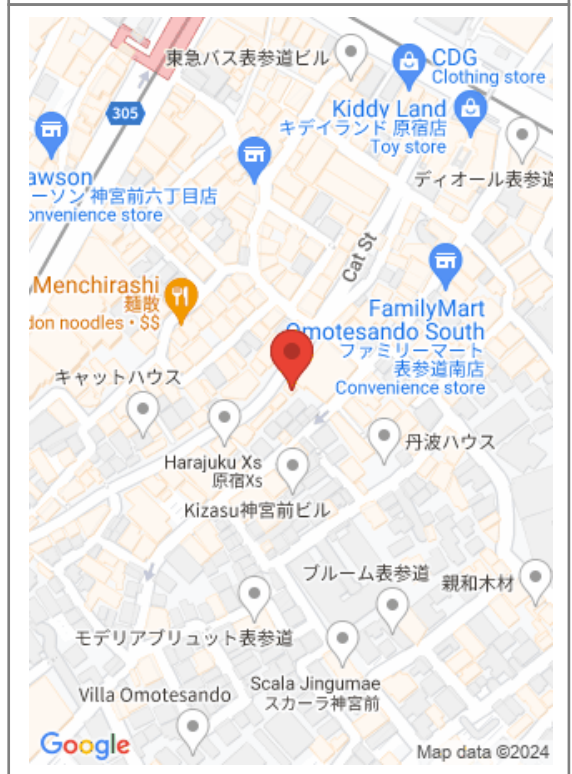 東急バス表参道ビル
CDG
Clothing store
305
Kiddy Land
キデイランド 原宿店
Toy store
ディオール表参道
awson
ーソン 神宮前六丁目店
onvenience store
Cat St
Menchirashi
麺散
don noodles・$$
FamilyMart
Omotesando South
ファミリーマート
表参道南店
Convenience store
キャットハウス
Harajuku Xs
原宿Xs
丹波ハウス
Kizasu神宮前ビル
ブルーム表参道
親和木材
モデリアブリュット表参道
Scala Jingumae
スカーラ神宮前
Villa Omotesando
Google
Map data ©2024